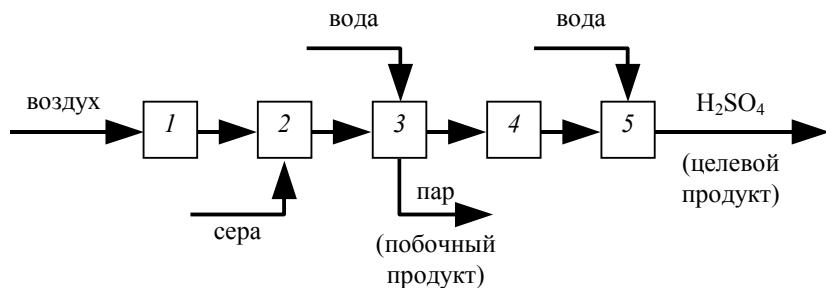 вода
вода
воздух
1
2
3
4
5
H₂SO₄
сера
пар
(побочный
продукт)
(целевой
продукт)